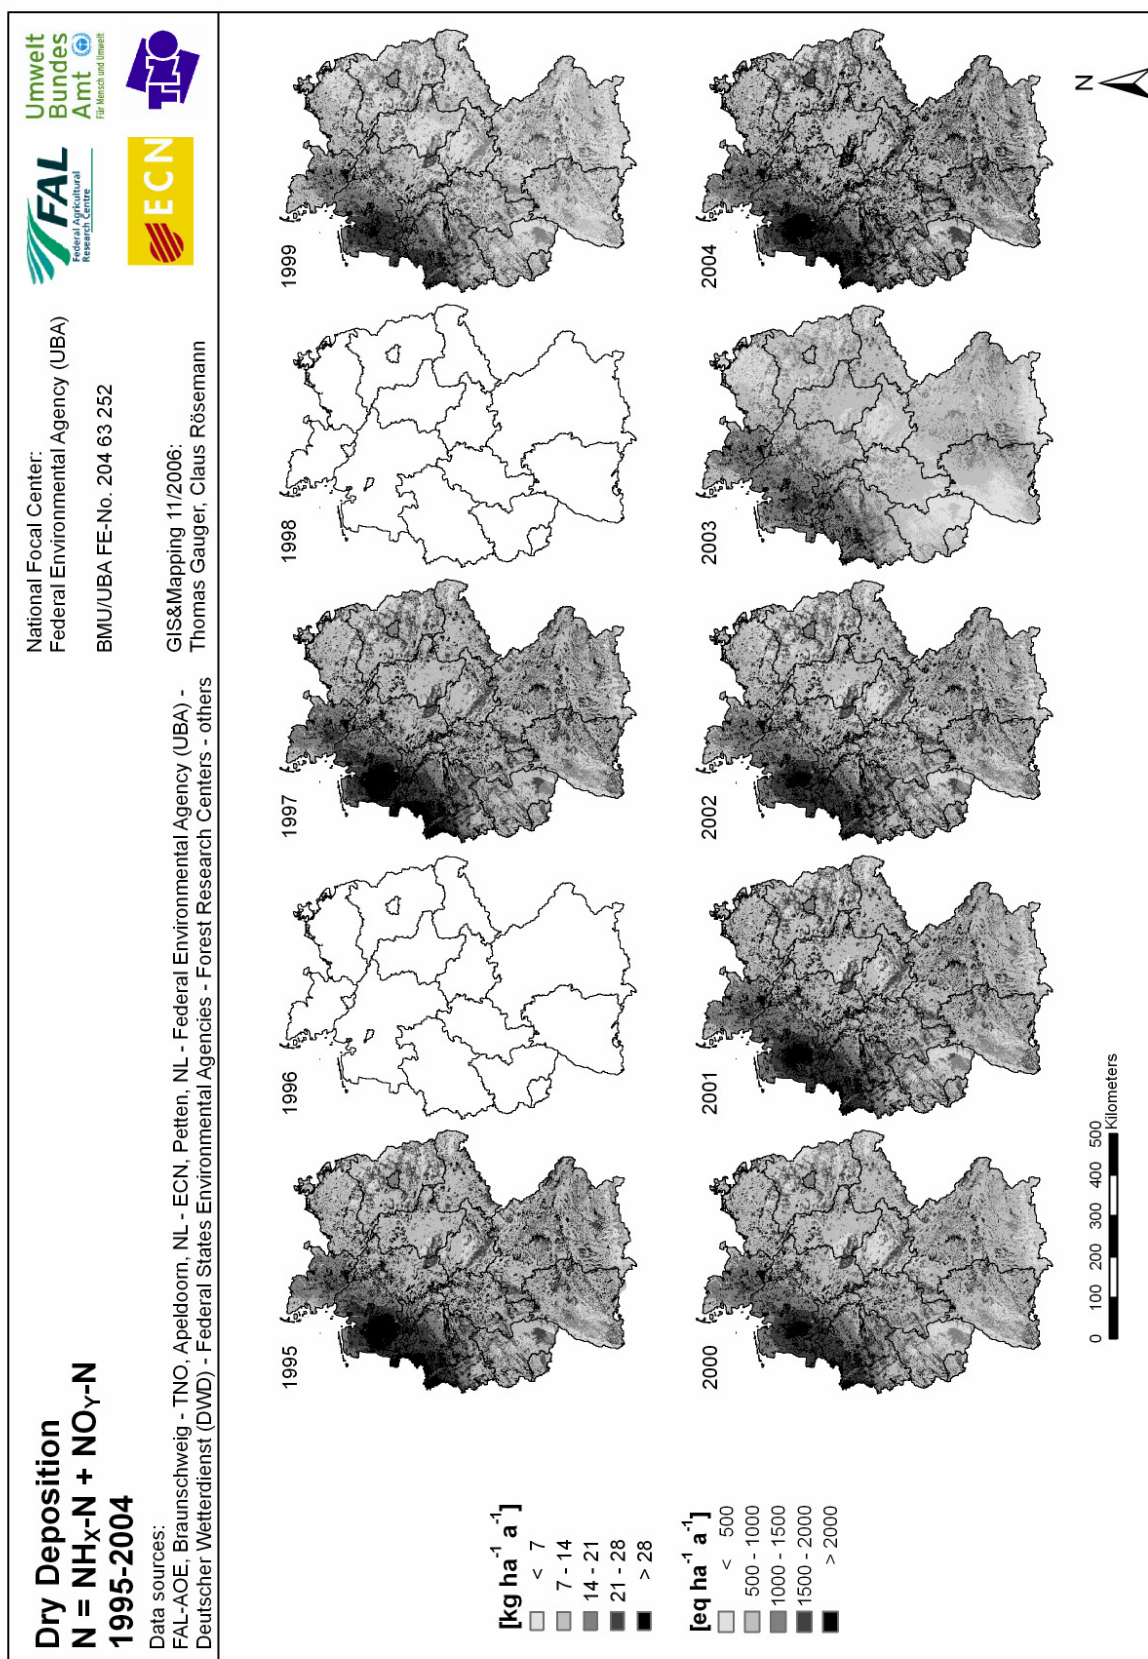 Dry Deposition
N = NHX-N + NOY-N
1995-2004
Data sources:
FAL-AOE, Braunschweig - TNO, Apeldoorn, NL - ECN, Petten, NL - Federal Environmental Agency (UBA) -
Deutscher Wetterdienst (DWD) - Federal States Environmental Agencies - Forest Research Centers - others
National Focal Center:
Federal Environmental Agency (UBA)
BMU/UBA FE-No. 204 63 252
GIS&Mapping 11/2006:
Thomas Gauger, Claus Rösemann
FAL
Federal Agricultural
Research Centre
Umwelt
Bundes
Amt
Für Mensch und Umwelt
ECN
TNO
[kg ha-1 a-1]
< 7
7 - 14
14 - 21
21 - 28
> 28
[eq ha-1 a-1]
< 500
500 - 1000
1000 - 1500
1500 - 2000
> 2000
1995
1996
1997
1998
1999
2000
2001
2002
2003
2004
0 100 200 300 400 500
Kilometers
N